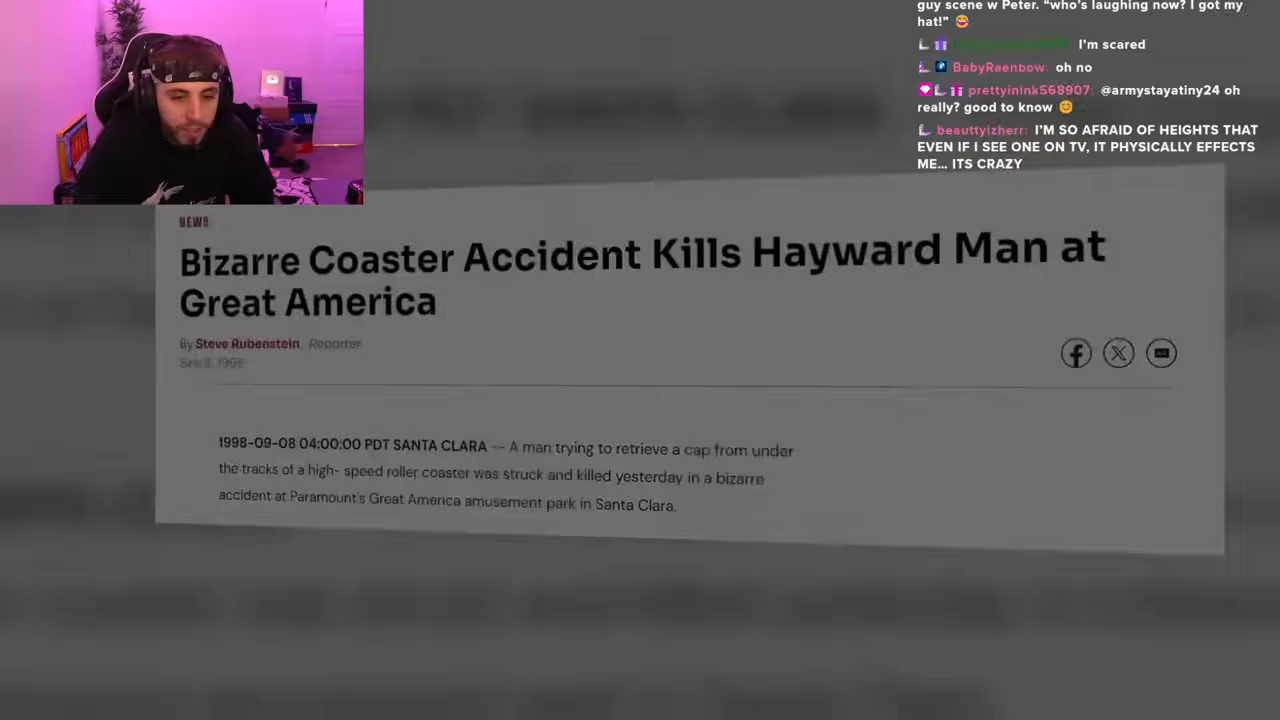 guy scene w Peter. “who's laughing now? I got my
hat!” 😂
I'm scared
BabyRaenbow: oh no
prettyinink568907: @armystayatiny24 oh
really? good to know 😊
beauttyizherr: I'M SO AFRAID OF HEIGHTS THAT
EVEN IF I SEE ONE ON TV, IT PHYSICALLY EFFECTS
ME... ITS CRAZY
NEWS
Bizarre Coaster Accident Kills Hayward Man at
Great America
By Steve Rubenstein Reporter
1998-09-08 04:00:00 PDT SANTA CLARA -- A man trying to retrieve a cap from under
the tracks of a high- speed roller coaster was struck and killed yesterday in a bizarre
accident at Paramount's Great America amusement park in Santa Clara.